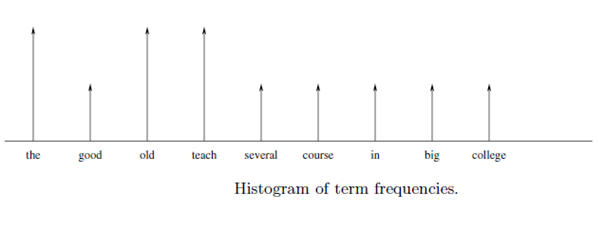 the good old teach several course in big college
Histogram of term frequencies.